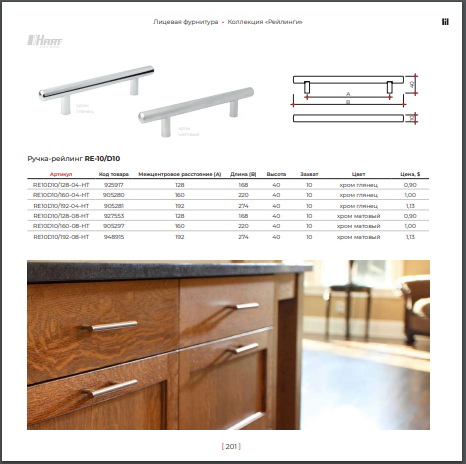 Лицевая фурнитура • Коллекция «Рейлинги»
HART
хром
глянец
хром
матовый
A
B
40
10
Ручка-рейлинг RE-10/D10
Артикул Код товара Межцентровое расстояние (A) Длина (B) Высота Захват Цвет Цена, $
RE10D10/128-04-HT 925917 128 168 40 10 хром глянец 0,90
RE10D10/160-04-HT 905280 160 220 40 10 хром глянец 1,00
RE10D10/192-04-HT 905281 192 274 40 10 хром глянец 1,13
RE10D10/128-08-HT 927553 128 168 40 10 хром матовый 0,90
RE10D10/160-08-HT 905297 160 220 40 10 хром матовый 1,00
RE10D10/192-08-HT 948915 192 274 40 10 хром матовый 1,13
[ 201 ]